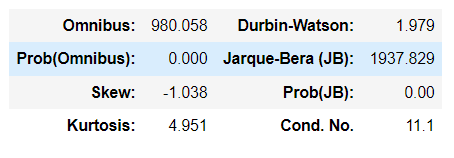 Omnibus: 980.058 Durbin-Watson: 1.979
Prob(Omnibus): 0.000 Jarque-Bera (JB): 1937.829
Skew: -1.038 Prob(JB): 0.00
Kurtosis: 4.951 Cond. No. 11.1